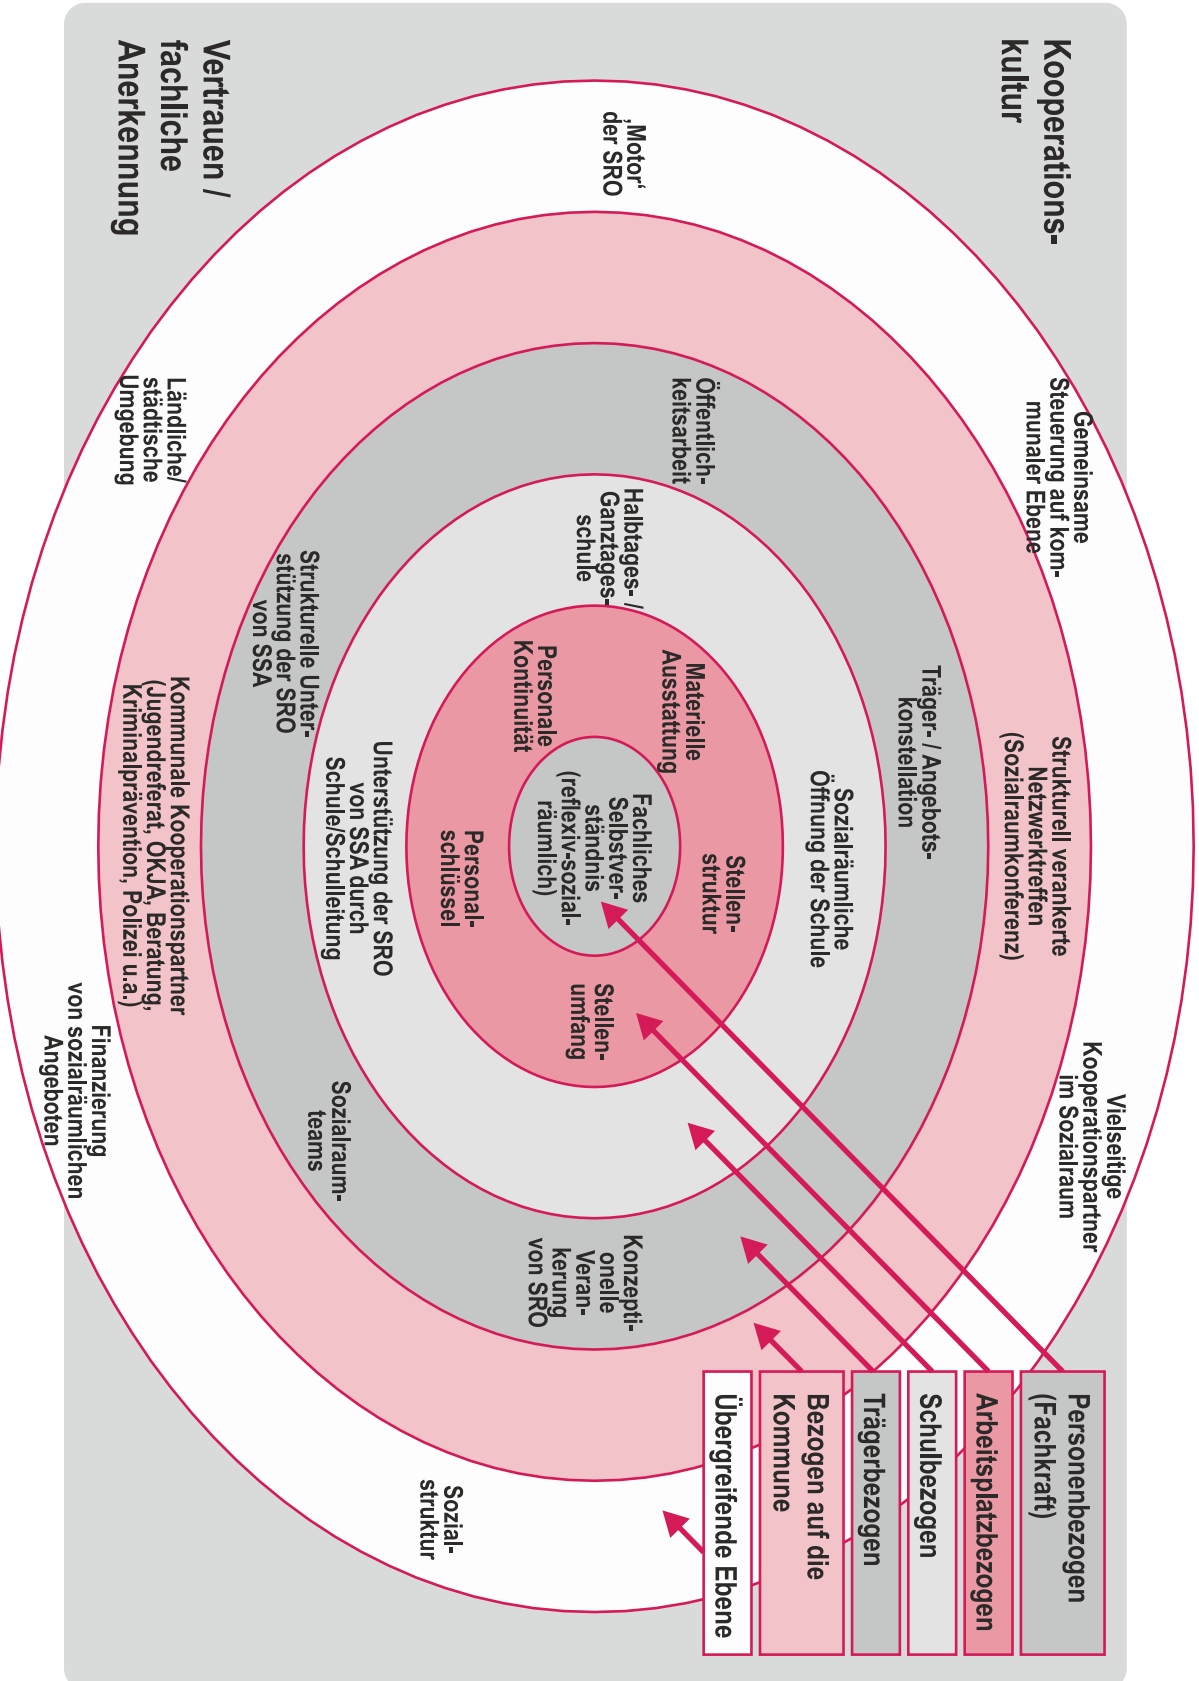 Kooperations-
kultur
Vertrauen /
fachliche
Anerkennung
‚Motor‘
der SRO
Gemeinsame
Steuerung auf kom-
munaler Ebene
Ländliche/
städtische
Umgebung
Öffentlich-
keitsarbeit
Halbtages- /
Ganztages-
schule
Träger- / Angebots-
konstellation
Strukturell verankerte
Netzwerktreffen
(Sozialraumkonferenz)
Strukturelle Unter-
stützung der SRO
von SSA
Kommunale Kooperationspartner
(Jugendreferat, OKJA, Beratung,
Kriminalprävention, Polizei u.a.)
Materielle
Ausstattung
Personale
Kontinuität
Sozialräumliche
Öffnung der Schule
Unterstützung der SRO
von SSA durch
Schule/Schulleitung
Fachliches
Selbstver-
ständnis
(reflexiv-sozial-
räumlich)
Stellen-
struktur
Personal-
schlüssel
Stellen-
umfang
Vielseitige
Kooperationspartner
im Sozialraum
Finanzierung
von sozialräumlichen
Angeboten
Sozialraum-
teams
Konzepti-
onelle
Veran-
kerung
von SRO
Sozial-
struktur
Personenbezogen
(Fachkraft)
Arbeitsplatzbezogen
Schulbezogen
Trägerbezogen
Bezogen auf die
Kommune
Übergreifende Ebene